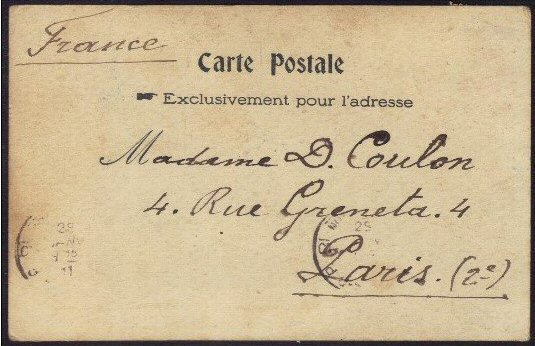 France
Carte Postale
Exclusivement pour l'adresse
Madame D. Coulon
4. Rue Greneta. 4
Paris. (2e)